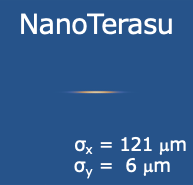 NanoTerasu
σx = 121 μm
σy = 6 μm